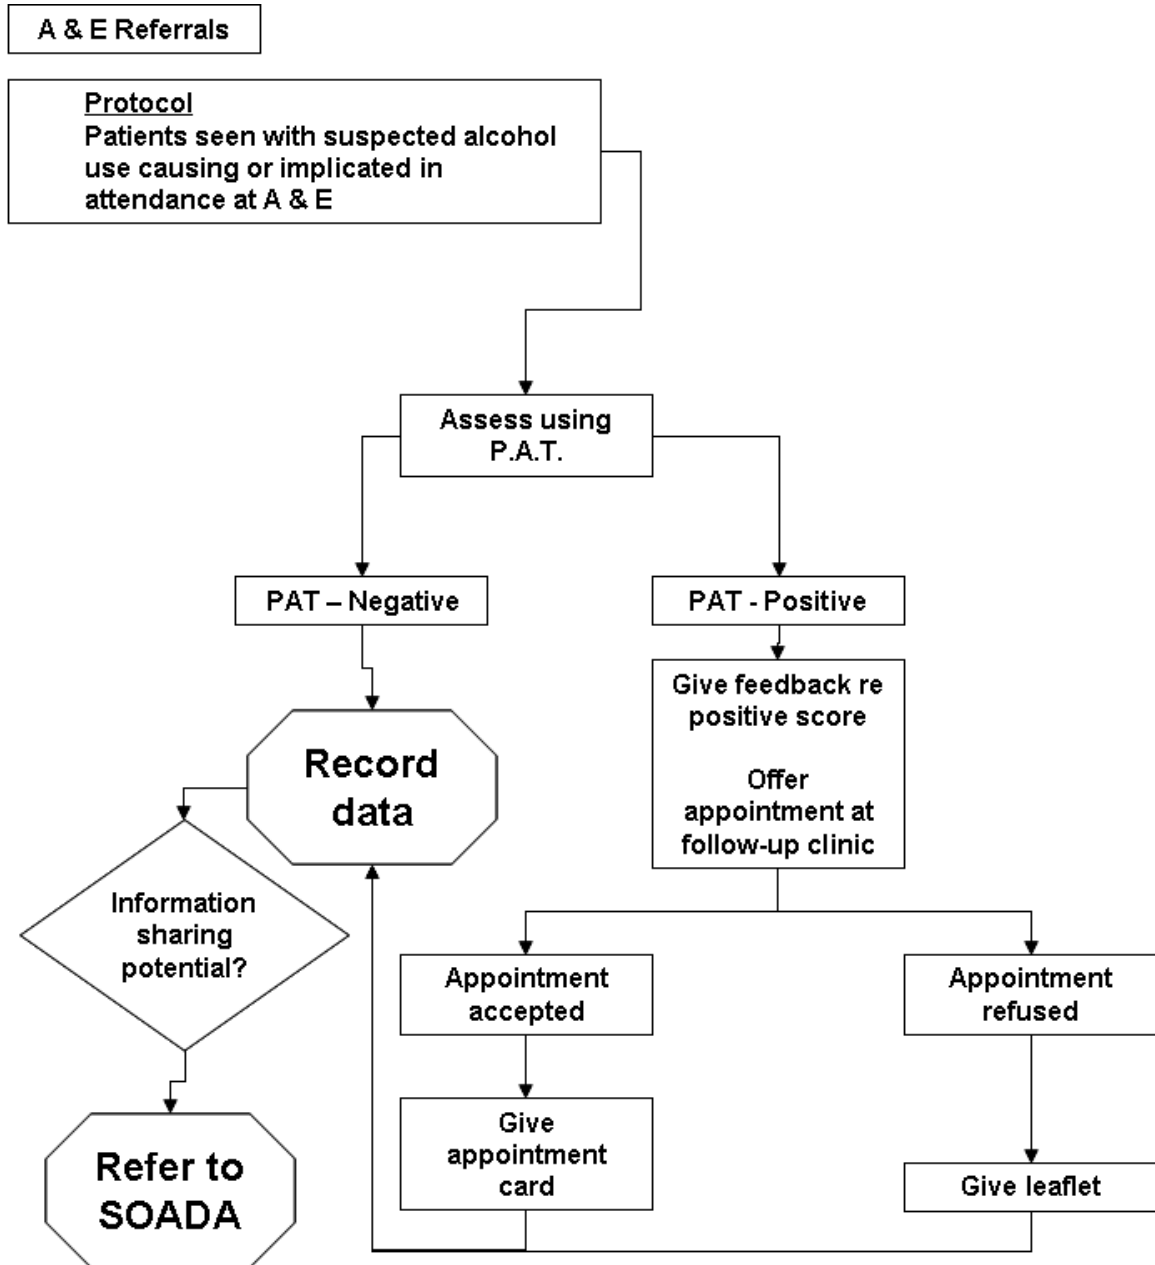 A & E Referrals
Protocol
Patients seen with suspected alcohol
use causing or implicated in
attendance at A & E
Assess using
P.A.T.
PAT – Negative
PAT - Positive
Give feedback re
positive score
Offer
appointment at
follow-up clinic
Record
data
Information
sharing
potential?
Appointment
accepted
Appointment
refused
Give
appointment
card
Give leaflet
Refer to
SOADA